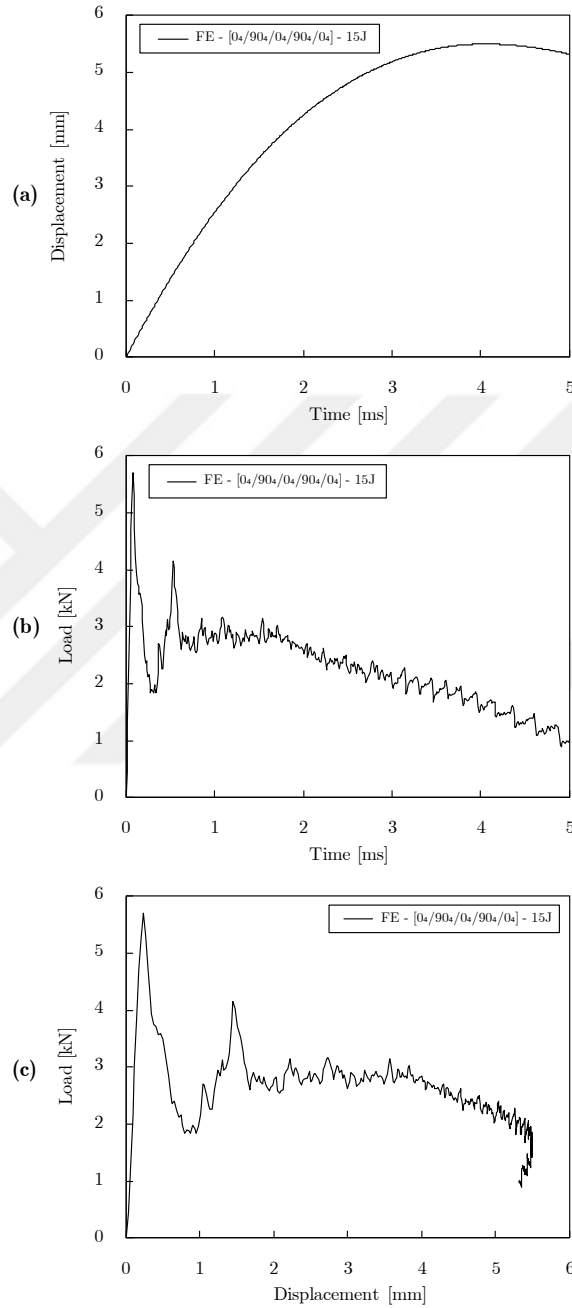 (a)
Displacement [mm]
6
5
4
3
2
1
0
FE - [0₄/90₄/0₄/90₄/0₄] - 15J
0 1 2 3 4 5
Time [ms]
(b)
Load [kN]
6
5
4
3
2
1
0
FE - [0₄/90₄/0₄/90₄/0₄] - 15J
0 1 2 3 4 5
Time [ms]
(c)
Load [kN]
6
5
4
3
2
1
0
FE - [0₄/90₄/0₄/90₄/0₄] - 15J
0 1 2 3 4 5 6
Displacement [mm]